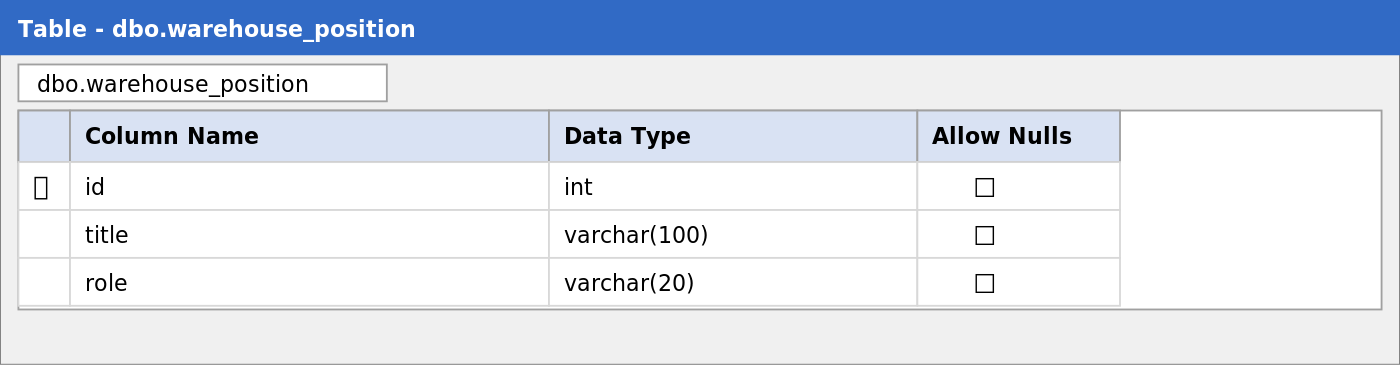 Table - dbo.warehouse_position
dbo.warehouse_position
Column Name Data Type Allow Nulls
id int ☐
title varchar(100) ☐
role varchar(20) ☐